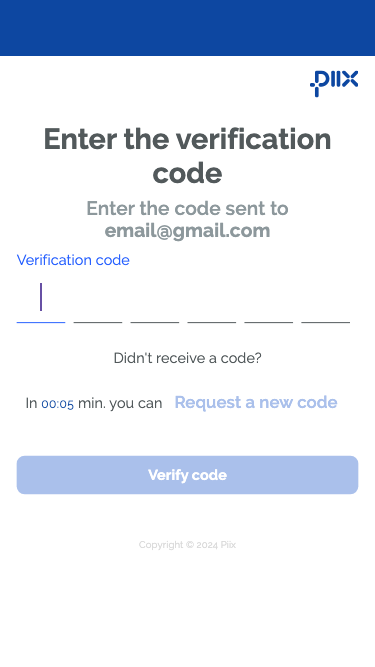 PIIX
Enter the verification
code
Enter the code sent to
email@gmail.com
Verification code
Didn't receive a code?
In 00:05 min. you can Request a new code
Verify code
Copyright © 2024 Piix